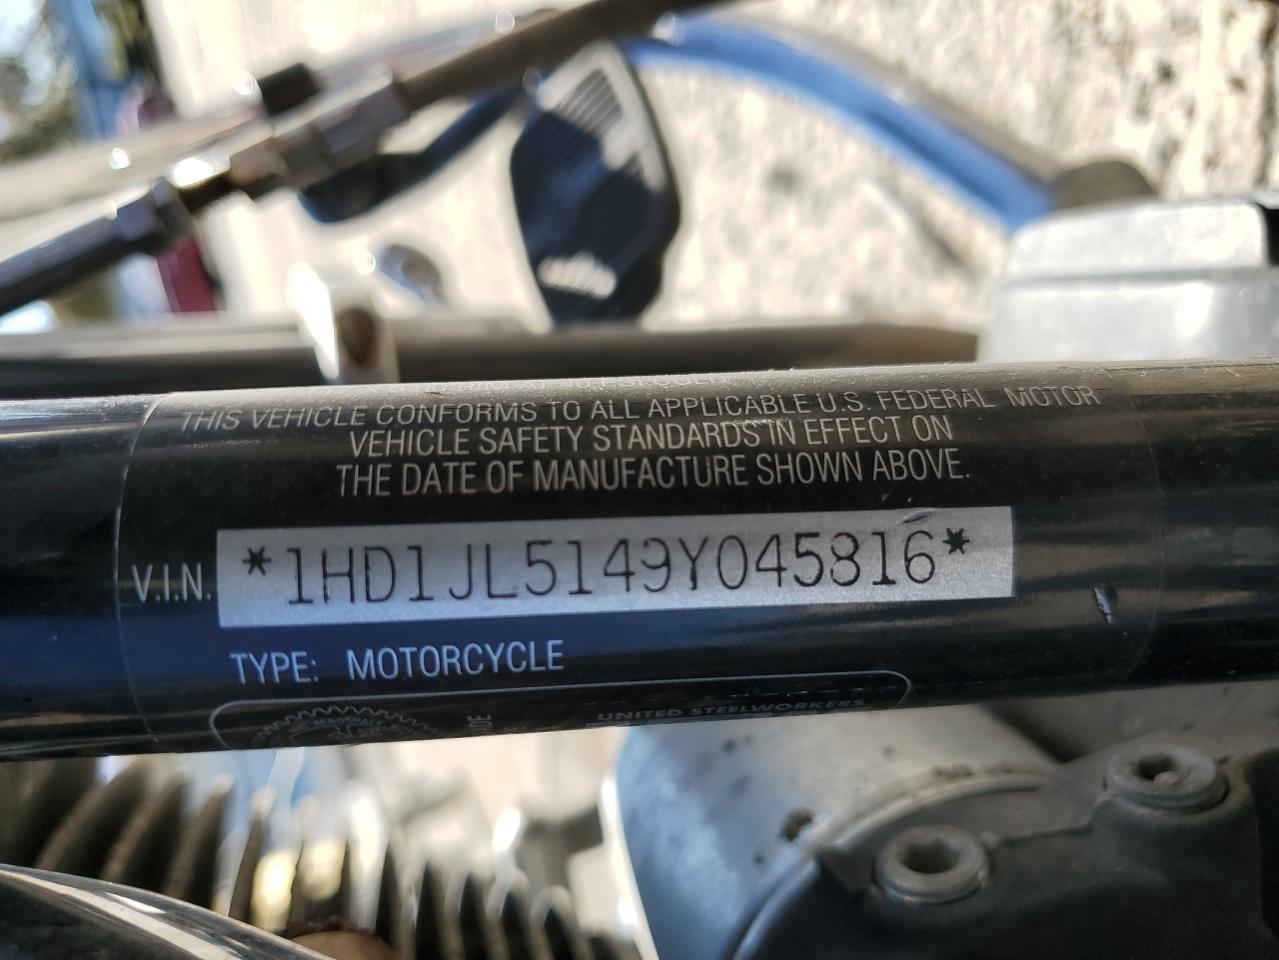 THIS VEHICLE CONFORMS TO ALL APPLICABLE U.S. FEDERAL MOTOR
VEHICLE SAFETY STANDARDS IN EFFECT ON
THE DATE OF MANUFACTURE SHOWN ABOVE.
V.I.N. *1HD1JL5149Y045816*
TYPE: MOTORCYCLE
UNITED STEELWORKERS